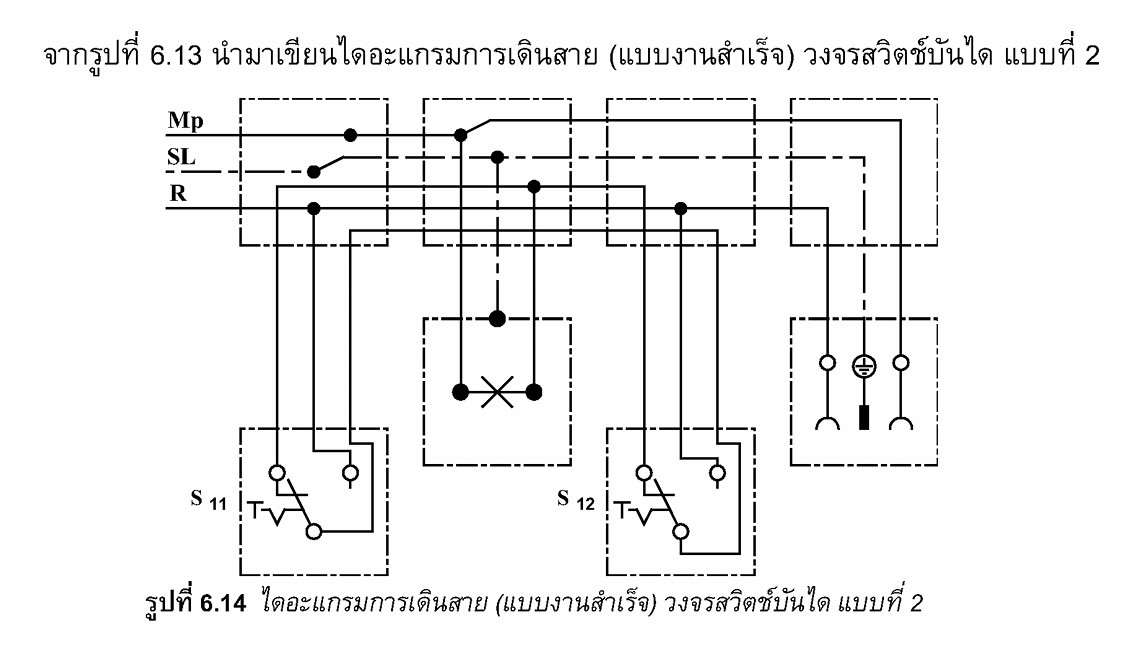 จากรูปที่ 6.13 นำมาเขียนไดอะแกรมการเดินสาย (แบบงานสำเร็จ) วงจรสวิตช์บันได แบบที่ 2
Mp
SL
R
S 11
S 12
รูปที่ 6.14 ไดอะแกรมการเดินสาย (แบบงานสำเร็จ) วงจรสวิตช์บันได แบบที่ 2